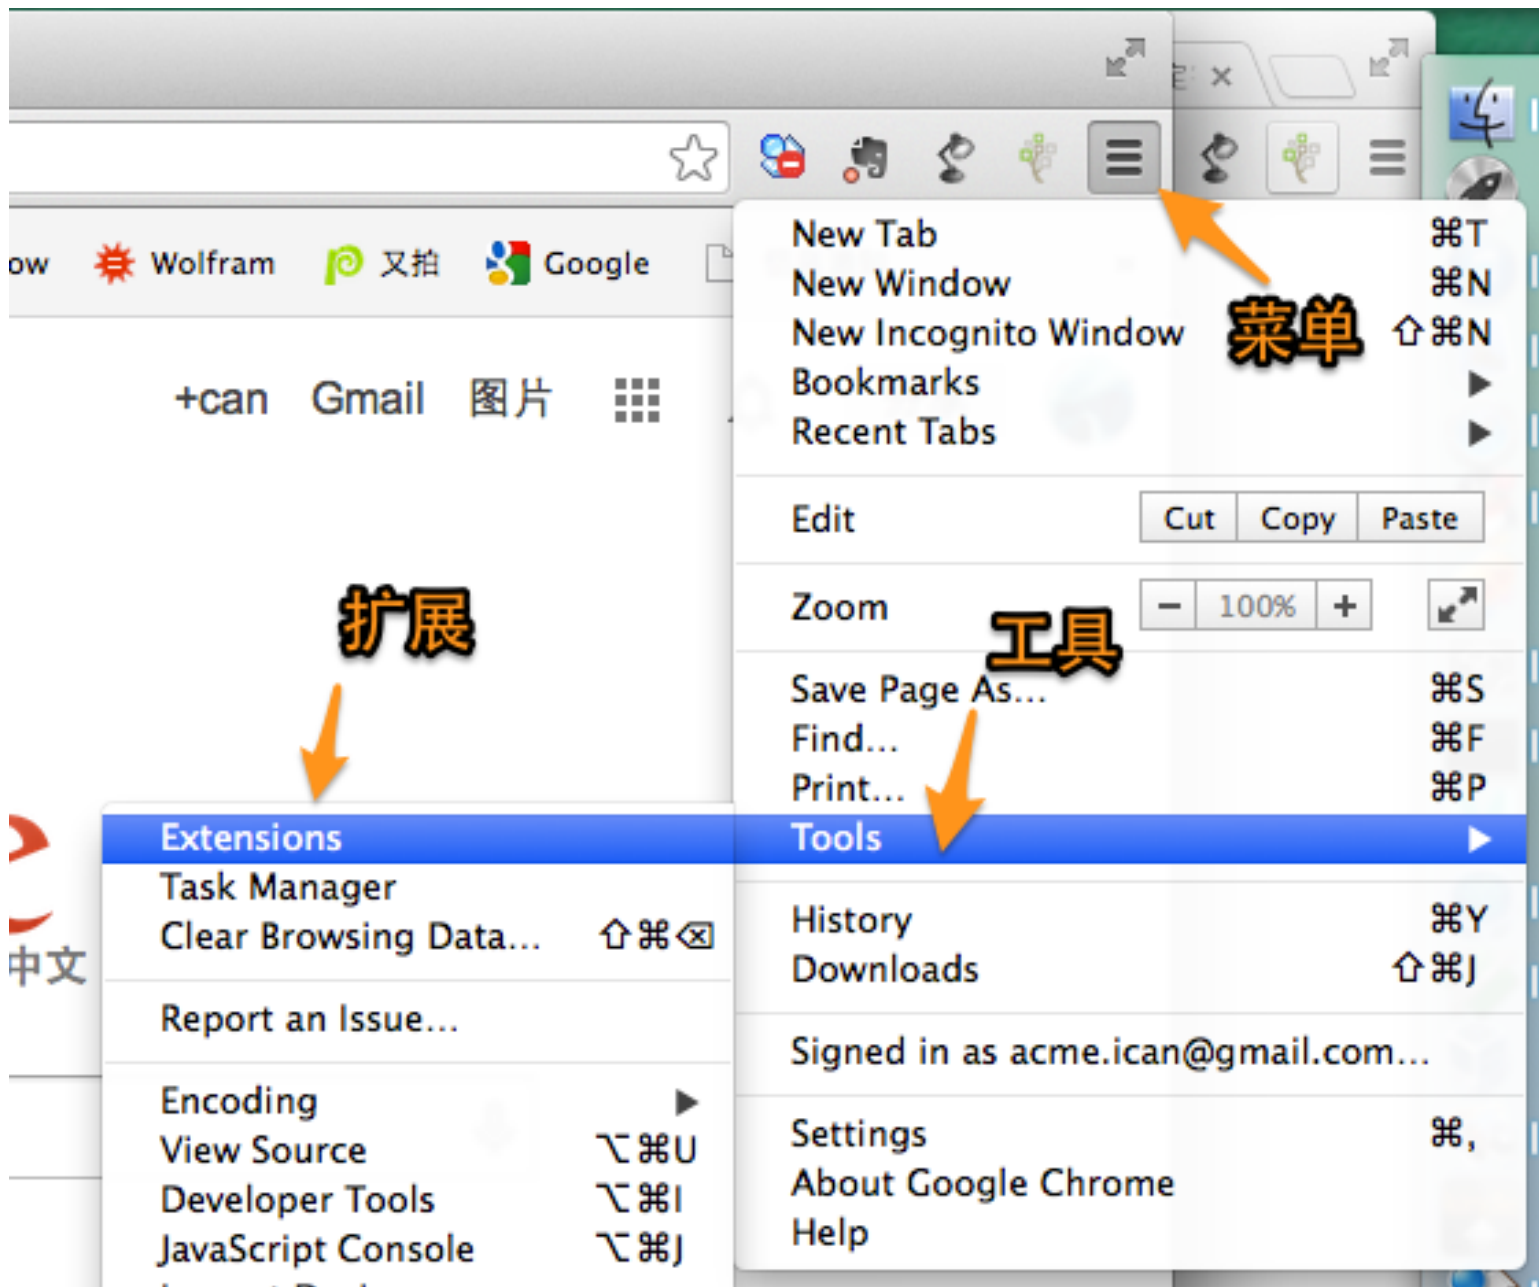 定 ×
ow Wolfram 又拍 Google
+can Gmail 图片
菜单
New Tab ⌘T
New Window ⌘N
New Incognito Window ⇧⌘N
Bookmarks ▶
Recent Tabs ▶
Edit Cut Copy Paste
Zoom − 100% +
工具
Save Page As... ⌘S
Find... ⌘F
Print... ⌘P
Tools ▶
History ⌘Y
Downloads ⇧⌘J
Signed in as acme.ican@gmail.com...
Settings ⌘,
About Google Chrome
Help
扩展
Extensions
Task Manager
Clear Browsing Data... ⇧⌘⌫
Report an Issue...
Encoding ▶
View Source ⌥⌘U
Developer Tools ⌥⌘I
JavaScript Console ⌥⌘J
e
中文